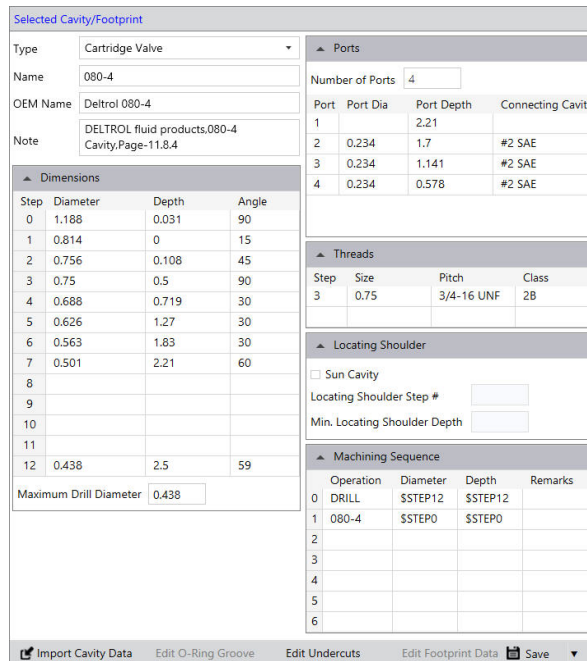 Selected Cavity/Footprint
Type Cartridge Valve
Name 080-4
OEM Name Deltrol 080-4
Note DELTROL fluid products,080-4
Cavity,Page-11.8.4
Dimensions
Step Diameter Depth Angle
0 1.188 0.031 90
1 0.814 0 15
2 0.756 0.108 45
3 0.75 0.5 90
4 0.688 0.719 30
5 0.626 1.27 30
6 0.563 1.83 30
7 0.501 2.21 60
8
9
10
11
12 0.438 2.5 59
Maximum Drill Diameter 0.438
Ports
Number of Ports 4
Port Port Dia Port Depth Connecting Cavit
1 2.21
2 0.234 1.7 #2 SAE
3 0.234 1.141 #2 SAE
4 0.234 0.578 #2 SAE
Threads
Step Size Pitch Class
3 0.75 3/4-16 UNF 2B
Locating Shoulder
Sun Cavity
Locating Shoulder Step #
Min. Locating Shoulder Depth
Machining Sequence
Operation Diameter Depth Remarks
0 DRILL $STEP12 $STEP12
1 080-4 $STEP0 $STEP0
2
3
4
5
6
Import Cavity Data Edit O-Ring Groove Edit Undercuts Edit Footprint Data Save